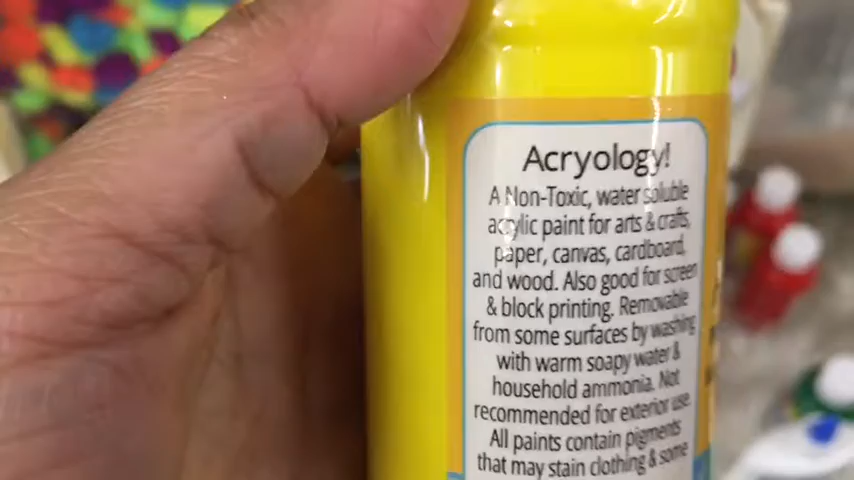 Acryology!
A Non-Toxic, water soluble
acrylic paint for arts & crafts,
paper, canvas, cardboard,
and wood. Also good for screen
& block printing. Removable
from some surfaces by washing
with warm soapy water &
household ammonia. Not
recommended for exterior use.
All paints contain pigments
that may stain clothing & some